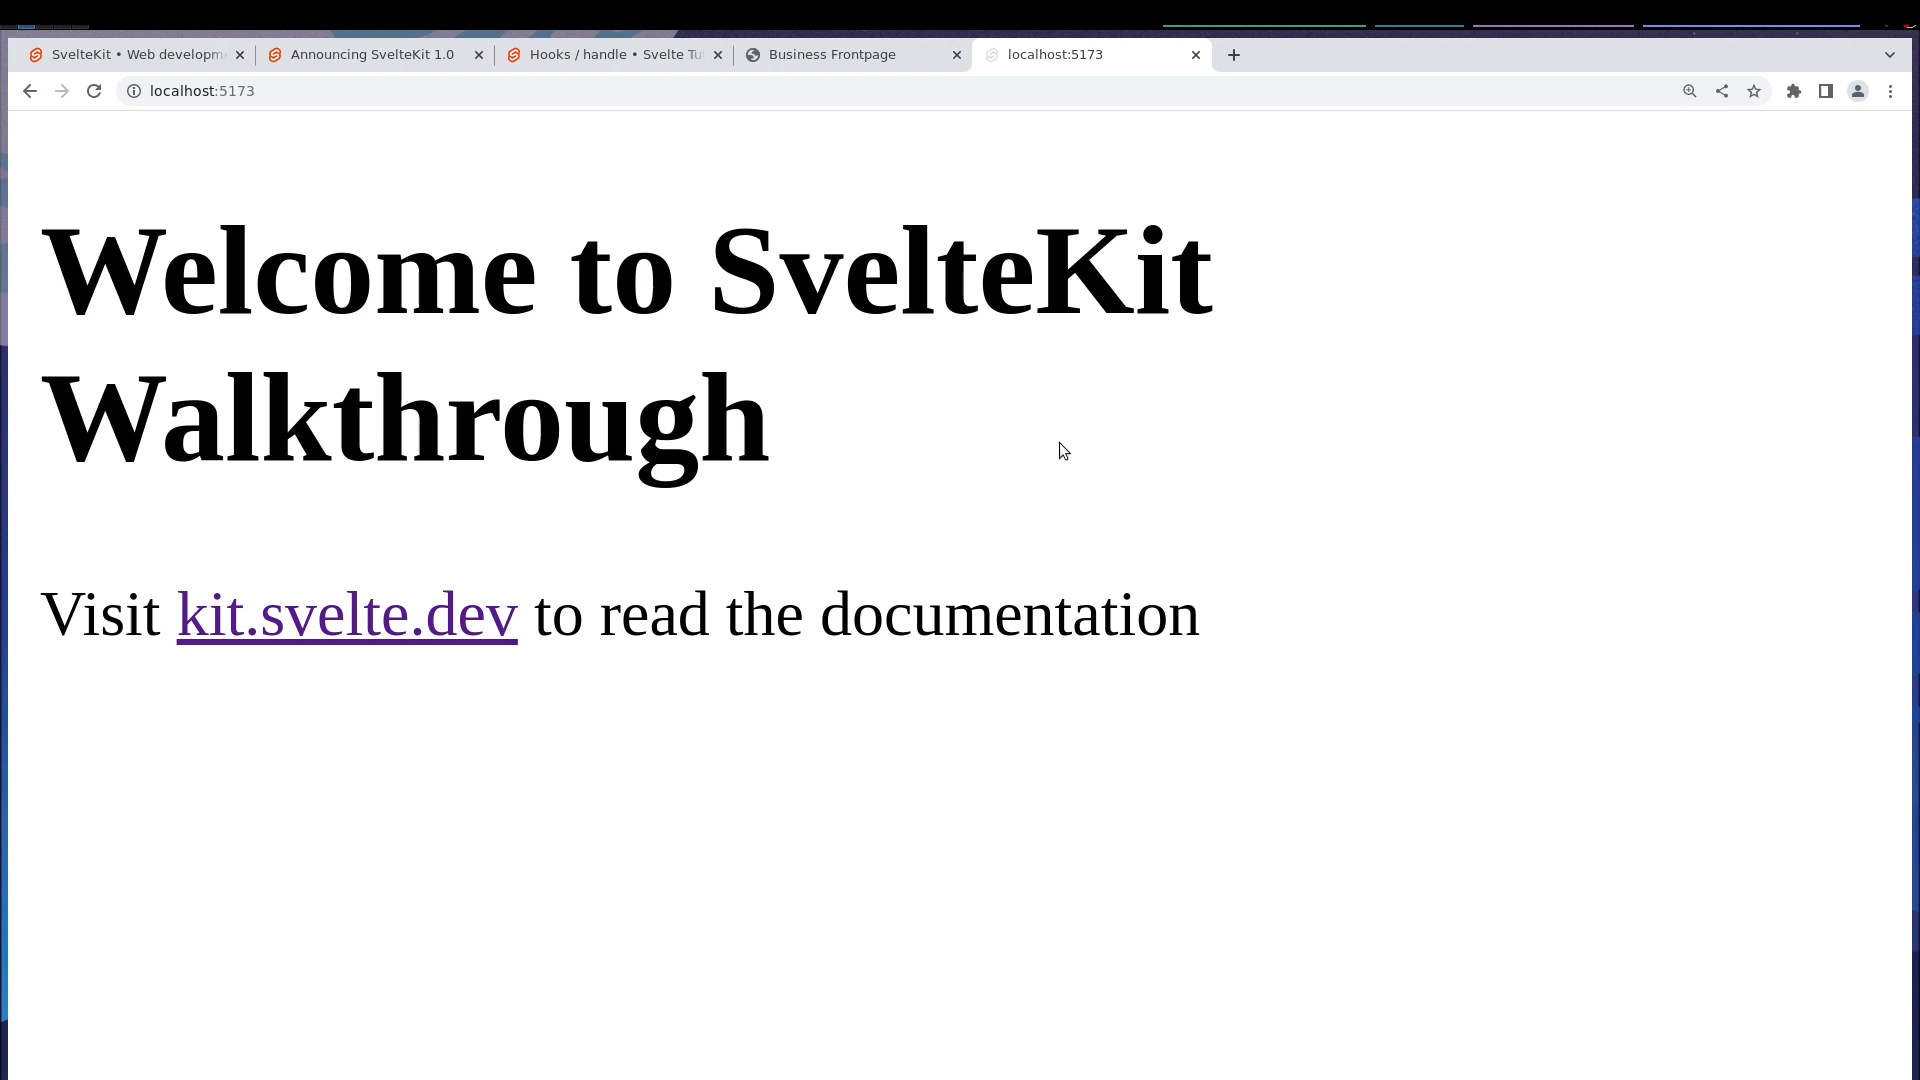 SvelteKit • Web developm
Announcing SvelteKit 1.0
Hooks / handle • Svelte Tu
Business Frontpage
localhost:5173
localhost:5173
Welcome to SvelteKit
Walkthrough
Visit kit.svelte.dev to read the documentation